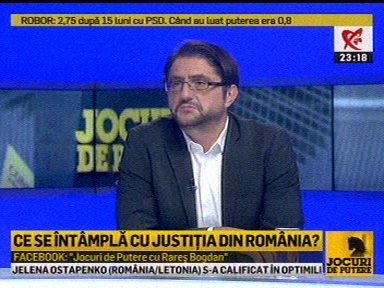 ROBOR: 2,75 după 15 luni cu PSD. Când au luat puterea era 0,8
23:18
JOCURI
DE PUTERE
CE SE ÎNTÂMPLĂ CU JUSTIȚIA DIN ROMÂNIA?
FACEBOOK: "Jocuri de Putere cu Rareș Bogdan"
JELENA OSTAPENKO (ROMÂNIA/LETONIA) S-A CALIFICAT ÎN OPTIMIL
JOCURI
DE PUTERE